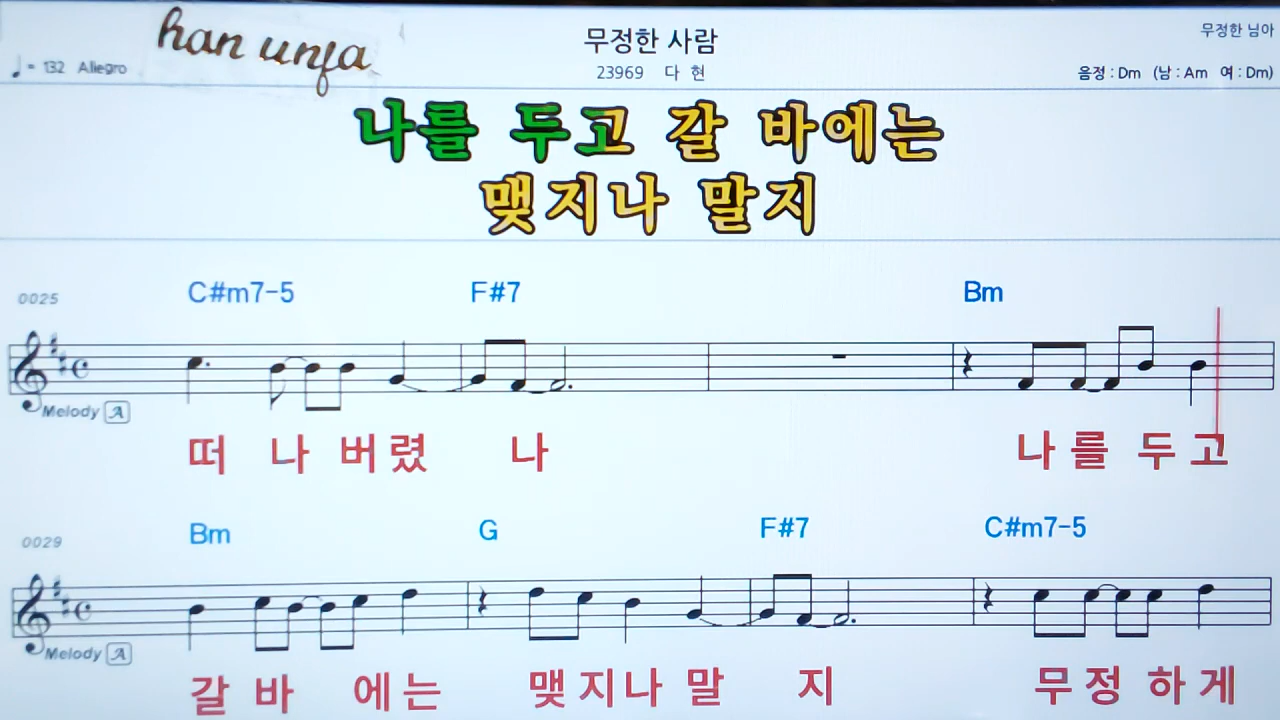 han unja
무정한 사람
무정한 님아
♩= 132 Allegro
23969 다 현
음정 : Dm (남 : Am 여 : Dm)
나를 두고 갈 바에는
맺지나 말지
0025 C#m7-5 F#7 Bm
Melody A
떠 나 버렸 나 나 를 두 고
0029 Bm G F#7 C#m7-5
Melody A
갈 바 에 는 맺 지 나 말 지 무 정 하 게